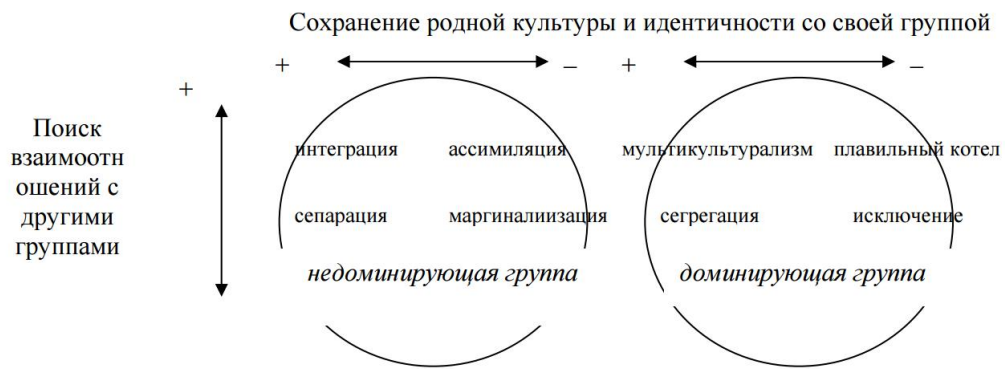 Сохранение родной культуры и идентичности со своей группой
+ – + –
+
Поиск
взаимоотн
ошений с
другими
группами
интеграция ассимиляция мультикультурализм плавильный котел
сепарация маргиналиизация сегрегация исключение
недоминирующая группа доминирующая группа